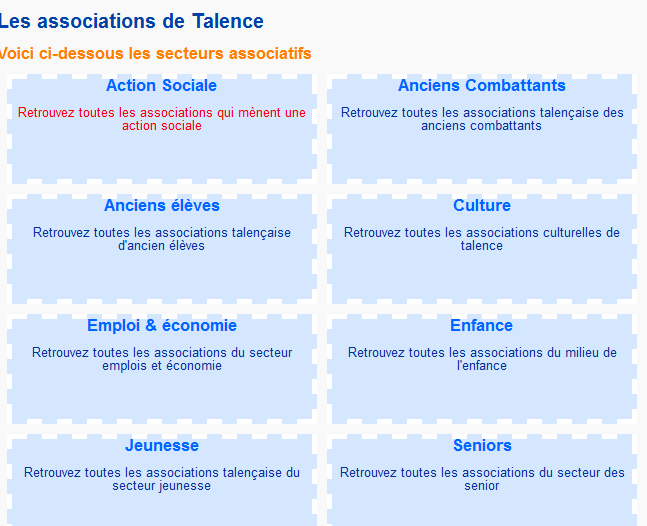 Les associations de Talence
Voici ci-dessous les secteurs associatifs
Action Sociale
Retrouvez toutes les associations qui mènent une
action sociale
Anciens Combattants
Retrouvez toutes les associations talençaise des
anciens combattants
Anciens élèves
Retrouvez toutes les associations talençaise
d'ancien élèves
Culture
Retrouvez toutes les associations culturelles de
talence
Emploi & économie
Retrouvez toutes les associations du secteur
emplois et économie
Enfance
Retrouvez toutes les associations du milieu de
l'enfance
Jeunesse
Retrouvez toutes les associations talençaise du
secteur jeunesse
Seniors
Retrouvez toutes les associations du secteur des
senior